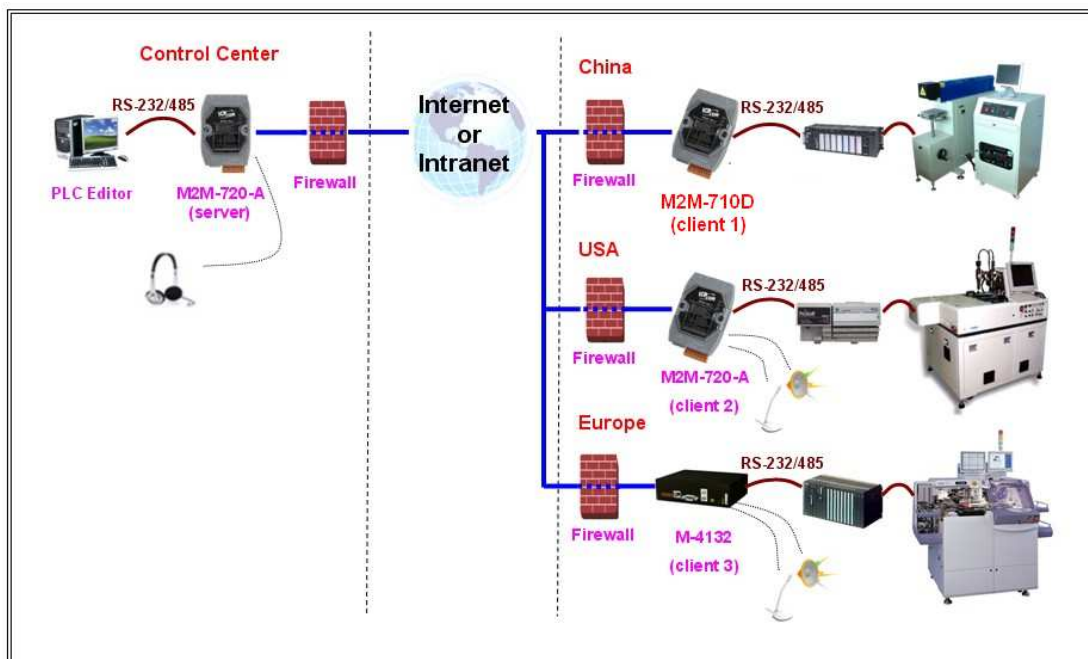 Control Center
RS-232/485
PLC Editor
M2M-720-A
(server)
Firewall
Internet
or
Intranet
China
RS-232/485
Firewall
M2M-710D
(client 1)
USA
RS-232/485
Firewall
M2M-720-A
(client 2)
Europe
RS-232/485
Firewall
M-4132
(client 3)